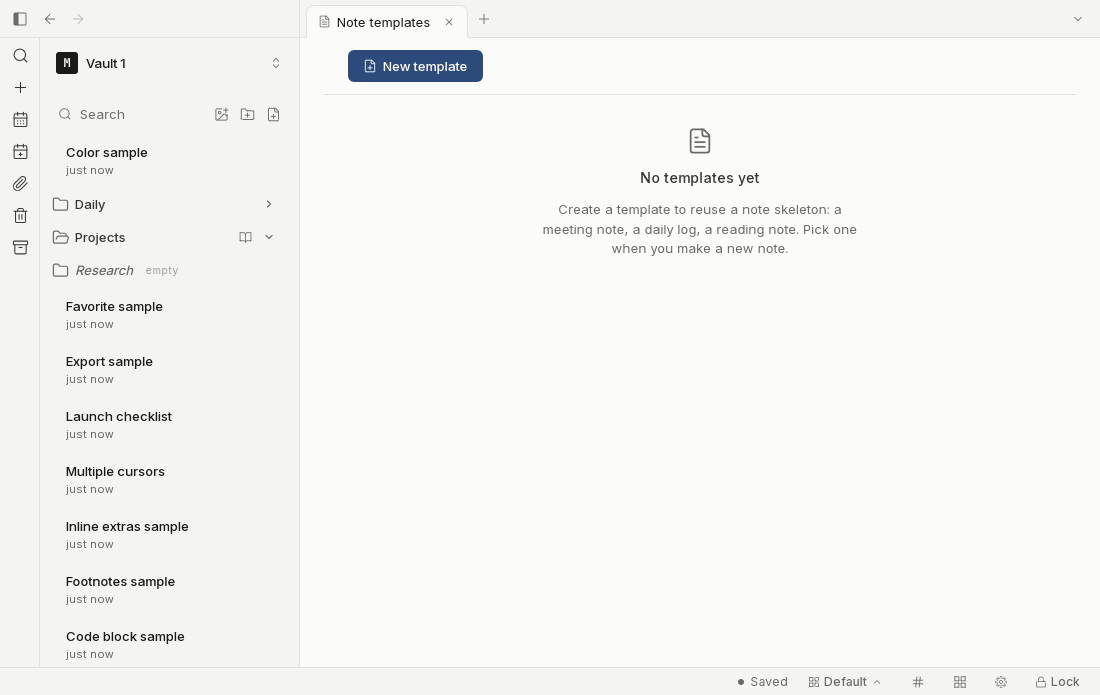 Note templates
M Vault 1
New template
Search
Color sample
just now
Daily
Projects
Research empty
Favorite sample
just now
Export sample
just now
Launch checklist
just now
Multiple cursors
just now
Inline extras sample
just now
Footnotes sample
just now
Code block sample
just now
No templates yet
Create a template to reuse a note skeleton: a
meeting note, a daily log, a reading note. Pick one
when you make a new note.
Saved Default Lock